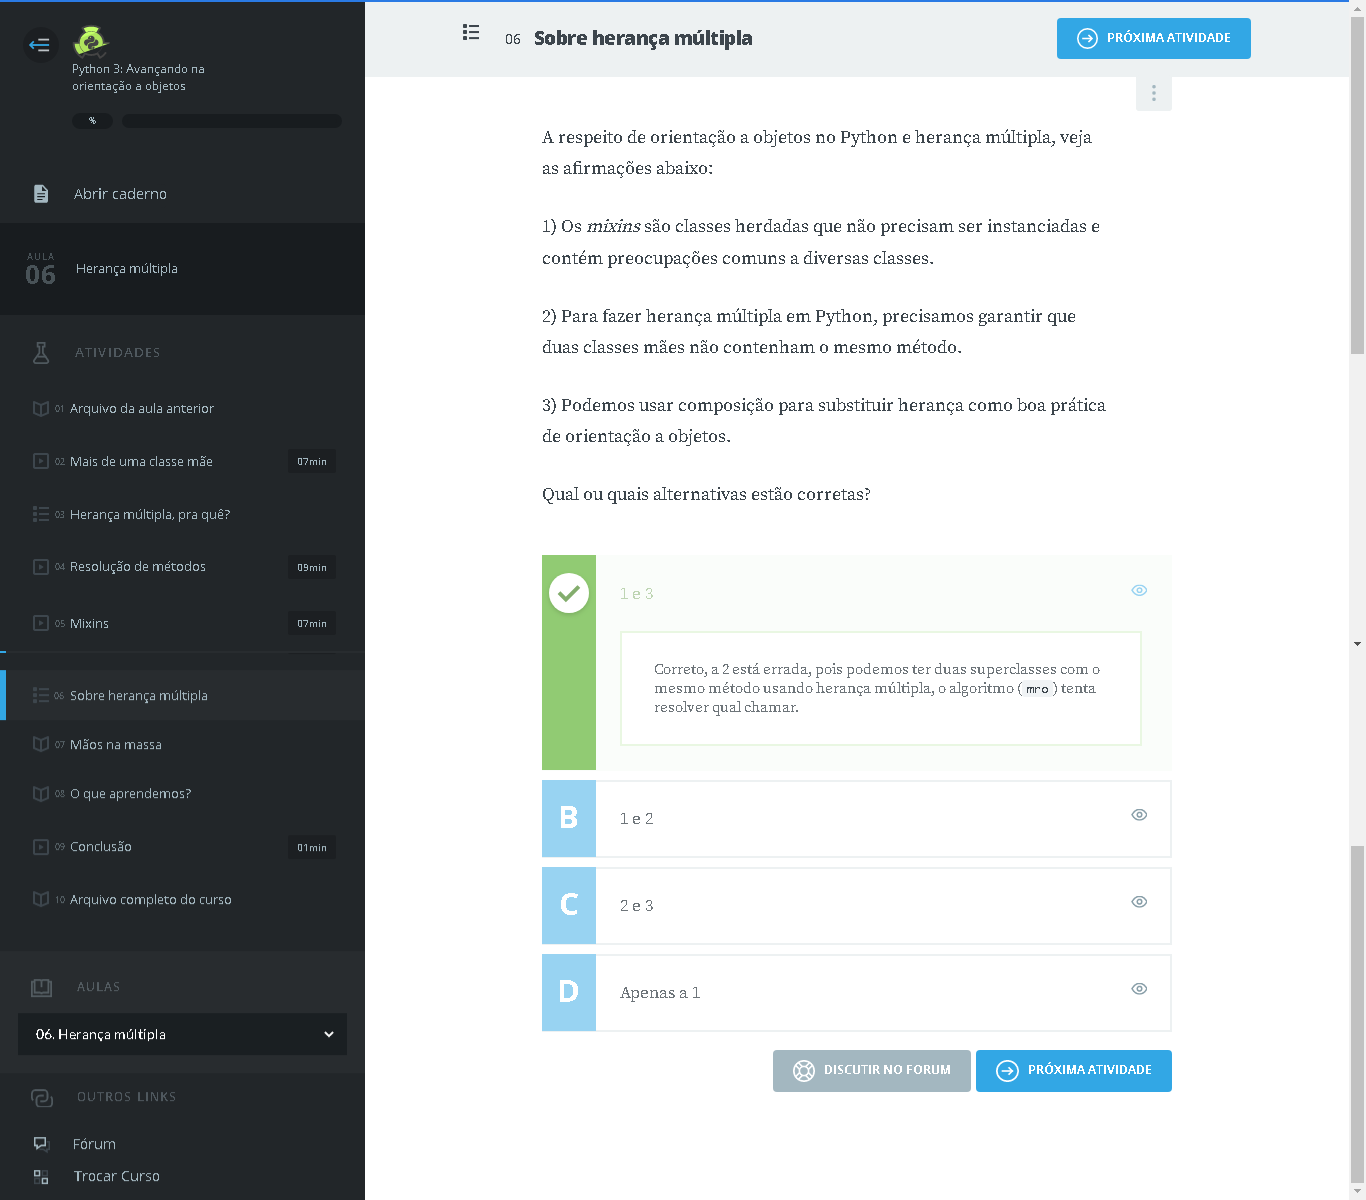 Python 3: Avançando na
orientação a objetos
%
Abrir caderno
AULA
06
Herança múltipla
ATIVIDADES
01 Arquivo da aula anterior
02 Mais de uma classe mãe 07min
03 Herança múltipla, pra quê?
04 Resolução de métodos 09min
05 Mixins 07min
06 Sobre herança múltipla
07 Mãos na massa
08 O que aprendemos?
09 Conclusão 01min
10 Arquivo completo do curso
AULAS
06. Herança múltipla
OUTROS LINKS
Fórum
Trocar Curso
06 Sobre herança múltipla
PRÓXIMA ATIVIDADE
A respeito de orientação a objetos no Python e herança múltipla, veja
as afirmações abaixo:
1) Os mixins são classes herdadas que não precisam ser instanciadas e
contém preocupações comuns a diversas classes.
2) Para fazer herança múltipla em Python, precisamos garantir que
duas classes mães não contenham o mesmo método.
3) Podemos usar composição para substituir herança como boa prática
de orientação a objetos.
Qual ou quais alternativas estão corretas?
1 e 3
Correto, a 2 está errada, pois podemos ter duas superclasses com o
mesmo método usando herança múltipla, o algoritmo ( mro ) tenta
resolver qual chamar.
B 1 e 2
C 2 e 3
D Apenas a 1
DISCUTIR NO FORUM
PRÓXIMA ATIVIDADE